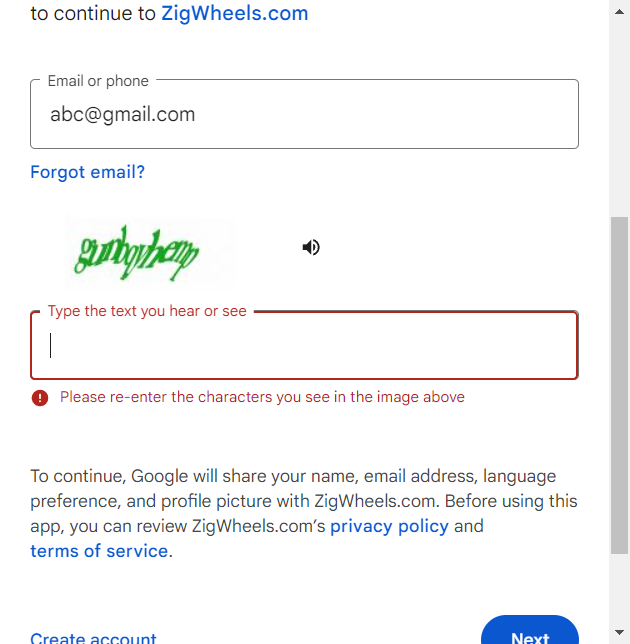 to continue to ZigWheels.com
Email or phone
abc@gmail.com
Forgot email?
Type the text you hear or see
Please re-enter the characters you see in the image above
To continue, Google will share your name, email address, language
preference, and profile picture with ZigWheels.com. Before using this
app, you can review ZigWheels.com’s privacy policy and
terms of service.
Create account
Next